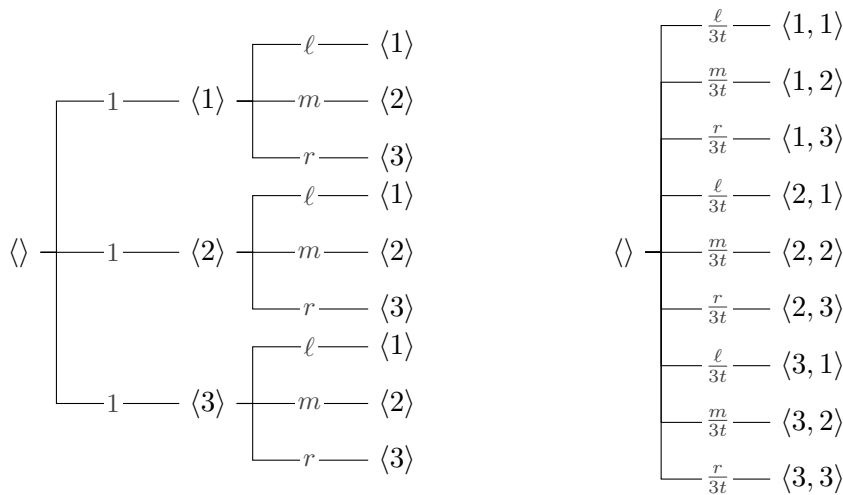 ℓ ⟨1⟩
1 ⟨1⟩ m ⟨2⟩
r ⟨3⟩
ℓ ⟨1⟩
⟨⟩ 1 ⟨2⟩ m ⟨2⟩
r ⟨3⟩
ℓ ⟨1⟩
1 ⟨3⟩ m ⟨2⟩
r ⟨3⟩
ℓ/3t ⟨1, 1⟩
m/3t ⟨1, 2⟩
r/3t ⟨1, 3⟩
ℓ/3t ⟨2, 1⟩
⟨⟩ m/3t ⟨2, 2⟩
r/3t ⟨2, 3⟩
ℓ/3t ⟨3, 1⟩
m/3t ⟨3, 2⟩
r/3t ⟨3, 3⟩